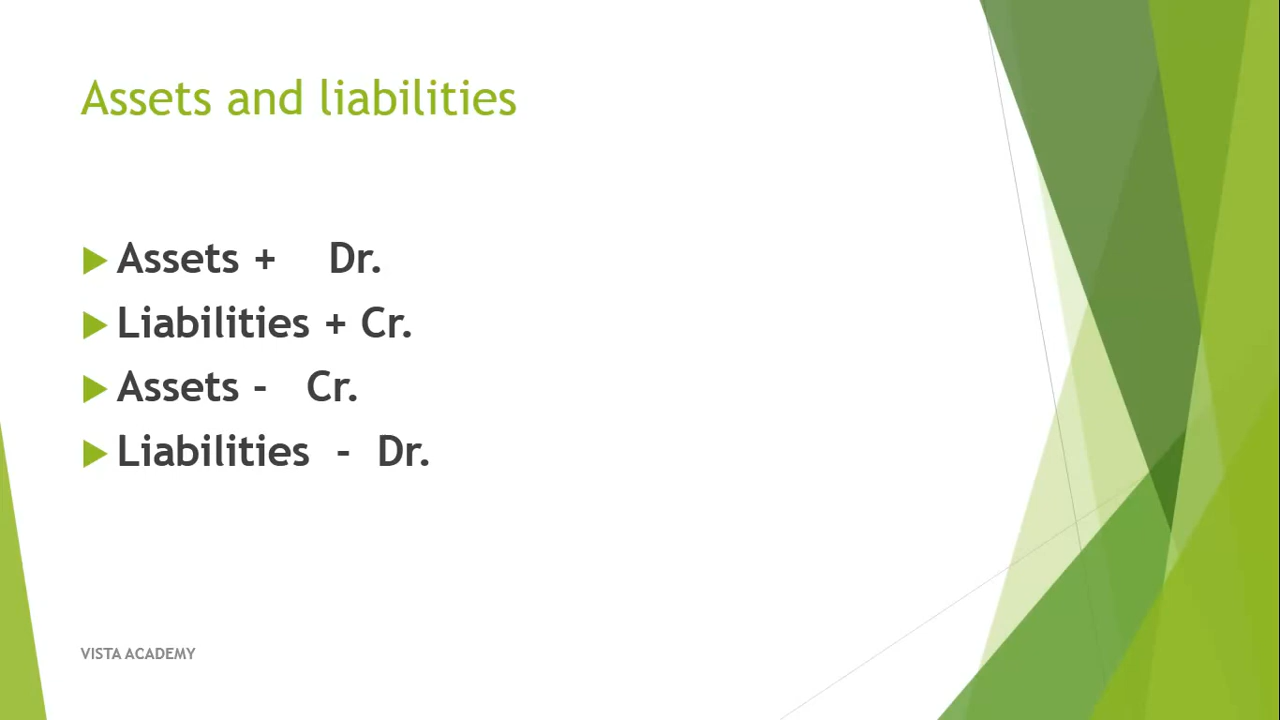 Assets and liabilities
Assets + Dr.
Liabilities + Cr.
Assets - Cr.
Liabilities - Dr.
VISTA ACADEMY